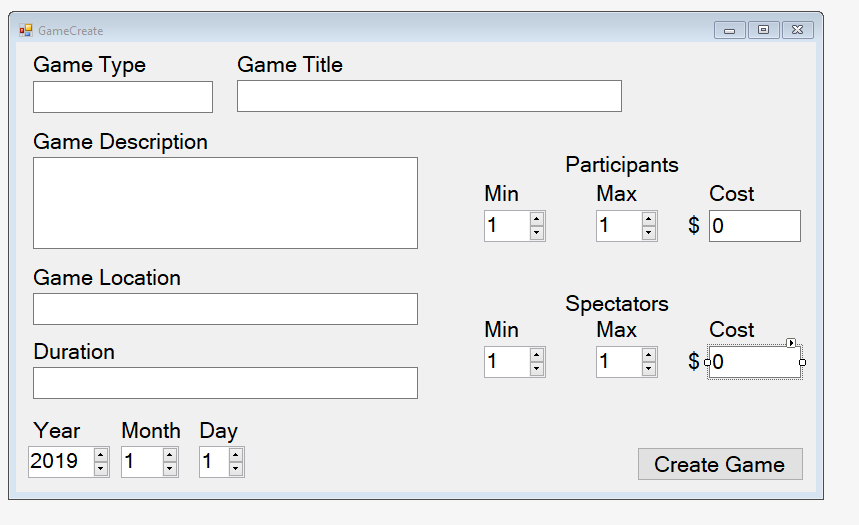 GameCreate
Game Type Game Title
Game Description
Participants
Min Max Cost
1 1 $ 0
Game Location
Spectators
Min Max Cost
1 1 $ 0
Duration
Year Month Day
2019 1 1
Create Game